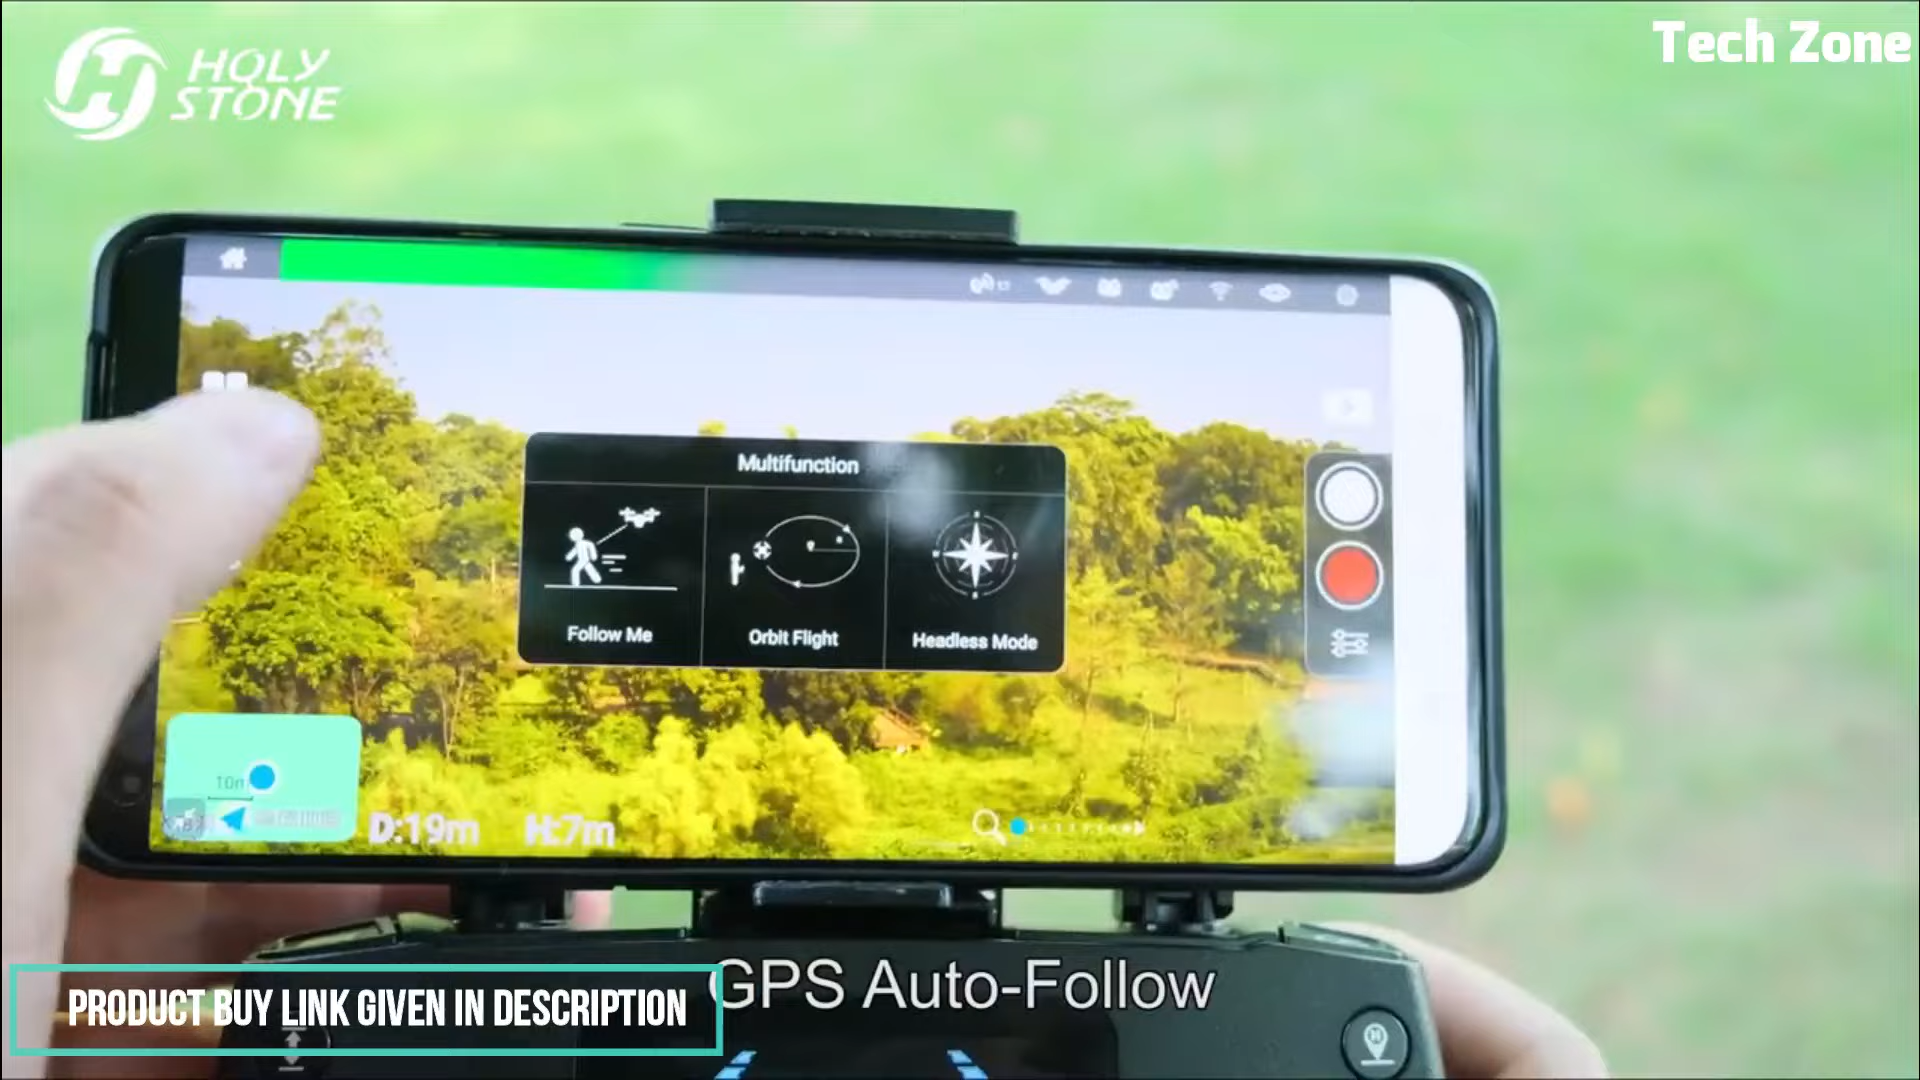 HOLY
STONE
Tech Zone
Multifunction
Follow Me
Orbit Flight
Headless Mode
D:19m
H:7m
GPS Auto-Follow
PRODUCT BUY LINK GIVEN IN DESCRIPTION